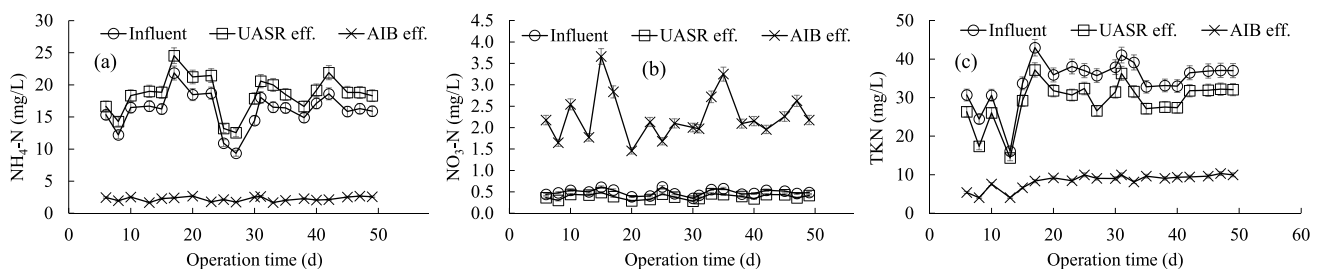 Influent UASR eff. AIB eff.
(a)
NH4-N (mg/L)
30
25
20
15
10
5
0
0 10 20 30 40 50
Operation time (d)
Influent UASR eff. AIB eff.
(b)
NO3-N (mg/L)
4.5
4.0
3.5
3.0
2.5
2.0
1.5
1.0
0.5
0.0
0 10 20 30 40 50
Operation time (d)
Influent UASR eff. AIB eff.
(c)
TKN (mg/L)
50
40
30
20
10
0
0 10 20 30 40 50 60
Operation time (d)